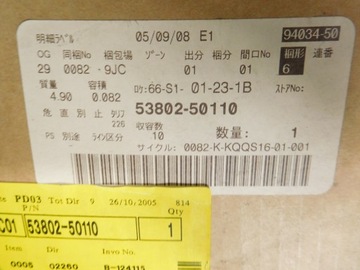 明細ラベル 05/09/08 E1 94034-50
OG 同梱No 梱包場 ゾーン 出分 梱分 間口No 梱形 連番
29 0082 -9JC 01 01 6
質量 容積 ロケ:66-S1- 01-23-1B ストアNo:
4.90 0.082
危 直 別 止 タリフ 53802-50110
226 収容数 数量: 1
PS 別途 ライン区分 10
サイクル: 0082-K-KQQS16-01-001
PD03 Tot Dlr 9 26/10/2005 814
P/N Qty
C01 53802-50110 1
Item Dlr Invo No.
0006 02260 B-124115